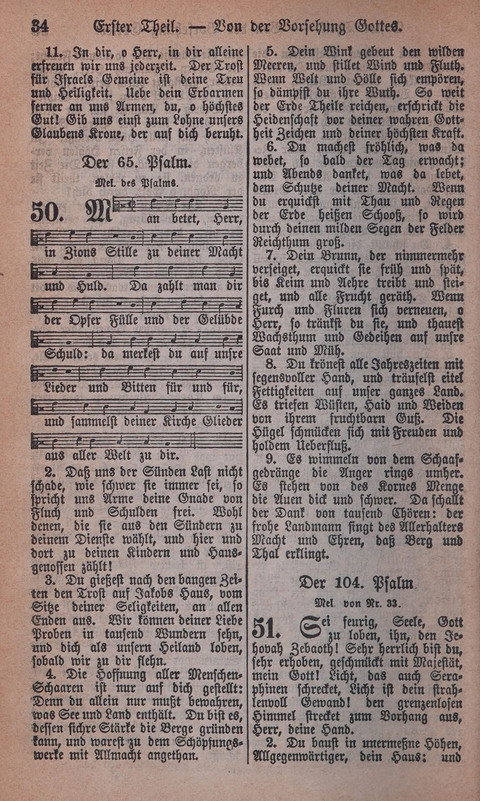 34 Erster Theil. — Von der Vorsehung Gottes.
11. In dir, o Herr, in dir alleine
erfreuen wir uns jederzeit. Der Trost
für Israels Gemeine ist deine Treu
und Heiligkeit. Uebe dein Erbarmen
ferner an uns Armen, du, o höchstes
Gut! Gib uns einst zum Lohne unsers
Glaubens Krone, der auf dich beruht.
Der 65. Psalm.
Mel. des Psalms.
50. Man betet, Herr,
in Zions Stille zu deiner Macht
und Huld. Da zahlt man dir
der Opfer Fülle und der Gelübde
Schuld: da merkest du auf unsre
Lieder und Bitten für und für,
und sammelst deiner Kirche Glieder
aus aller Welt zu dir.
2. Daß uns der Sünden Last nicht
schade, wie schwer sie immer sei, so
spricht uns Arme deine Gnade von
Fluch und Schulden frei. Wohl
denen, die sie aus den Sündern zu
deinem Dienste wählt, und hier und
dort zu deinen Kindern und Haus-
genossen zählt!
3. Du gießest nach den bangen Zei-
ten den Trost auf Jakobs Haus, vom
Sitze deiner Seligkeiten, an allen
Enden aus. Wir können deiner Liebe
Proben in tausend Wundern sehn,
und dich als unsern Heiland loben,
sobald wir zu dir flehn.
4. Die Hoffnung aller Menschen-
Schaaren ist nur auf dich gestellt:
Denn du allein nur mußt bewahren,
was See und Land enthält. Du bist es,
dessen sichre Stärke die Berge gründen
kann, und warest zu dem Schöpfungs-
werke mit Allmacht angethan.
5. Dein Wink gebeut den wilden
Meeren, und stillet Wind und Fluth.
Wenn Welt und Hölle sich empören,
so dämpfst du ihre Wuth. So weit
der Erde Theile reichen, erschrickt die
Heidenschaft vor deiner wahren Gott-
heit Zeichen und deiner höchsten Kraft.
6. Du machest fröhlich, was da
webet, so bald der Tag erwacht;
und Abends danket, was da lebet,
dem Schutze deiner Macht. Wenn
du erquickst mit Thau und Regen
der Erde heißen Schooß, so wird
durch deinen milden Segen der Felder
Reichthum groß.
7. Dein Brunn, der nimmermehr
verseiget, erquickt sie früh und spät,
bis Keim und Aehre treibt und stei-
get, und alle Frucht geräth. Wenn
Furch und Fluren sich verneuen, o
Herr, so tränkst du sie, und thauest
Wachsthum und Gedeihen auf unsre
Saat und Müh.
8. Du krönest alle Jahreszeiten mit
segensvoller Hand, und träufelst eitel
Fettigkeiten auf unser ganzes Land.
Es triefen Wüsten, Haid und Weiden
von ihrem fruchtbarn Guß. Die
Hügel schmücken sich mit Freuden und
holdem Ueberfluß.
9. Es wimmeln von dem Schaaf-
gedränge die Anger rings umher.
Es stehen von des Kornes Menge
die Auen dick und schwer. Da schallt
der Dank von tausend Chören: der
frohe Landmann singt des Allerhalters
Macht und Ehren, daß Berg und
Thal erklingt.
Der 104. Psalm
Mel. von Nr. 33.
51. Sei feurig, Seele, Gott
zu loben, ihn, den Je-
hovah Zebaoth! Sehr herrlich bist du,
sehr erhoben, geschmückt mit Majestät,
mein Gott! Licht, das auch Sera-
phinen schrecket, Licht ist dein strah-
lenvoll Gewand! den grenzenlosen
Himmel strecket zum Vorhang aus,
Herr, deine Hand.
2. Du baust in unermeßne Höhen,
Allgegenwärtiger, dein Haus; und